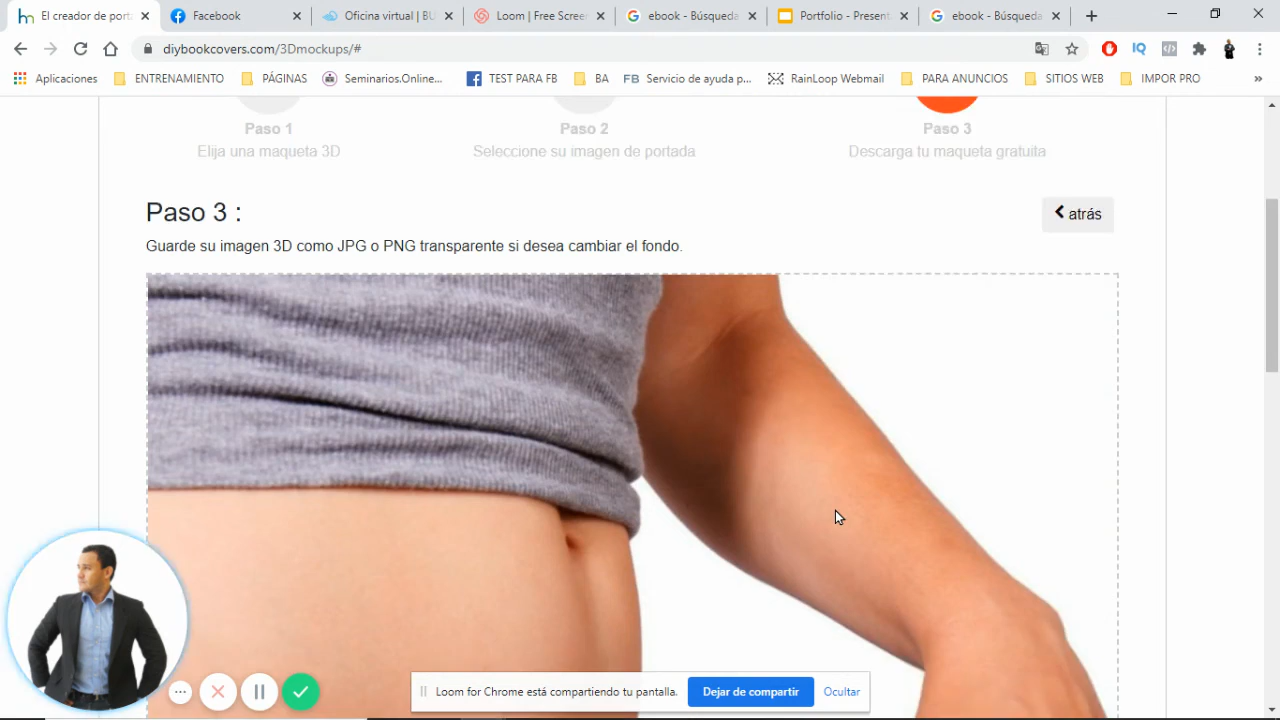 El creador de port
Facebook
Oficina virtual | BU
Loom | Free Scree
ebook - Búsqueda
Portfolio - Present
ebook - Búsqueda
diybookcovers.com/3Dmockups/#
IQ
Aplicaciones
ENTRENAMIENTO
PÁGINAS
Seminarios.Online...
TEST PARA FB
BA
FB Servicio de ayuda p...
RainLoop Webmail
PARA ANUNCIOS
SITIOS WEB
IMPOR PRO
»
Paso 1
Elija una maqueta 3D
Paso 2
Seleccione su imagen de portada
Paso 3
Descarga tu maqueta gratuita
Paso 3 :
atrás
Guarde su imagen 3D como JPG o PNG transparente si desea cambiar el fondo.
Loom for Chrome está compartiendo tu pantalla.
Dejar de compartir
Ocultar